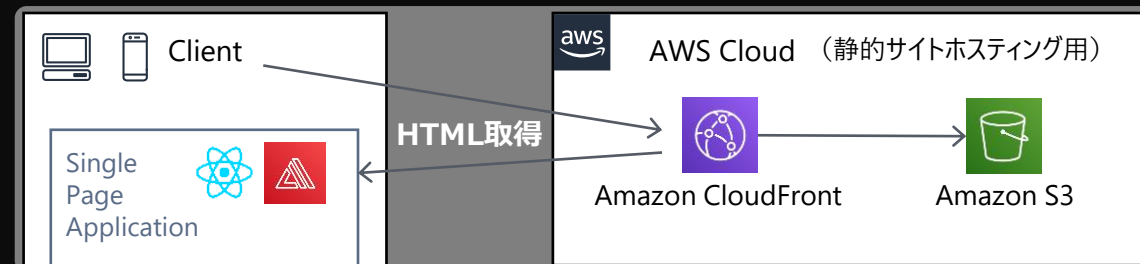 Client
Single
Page
Application
HTML取得
aws
AWS Cloud （静的サイトホスティング用）
Amazon CloudFront
Amazon S3